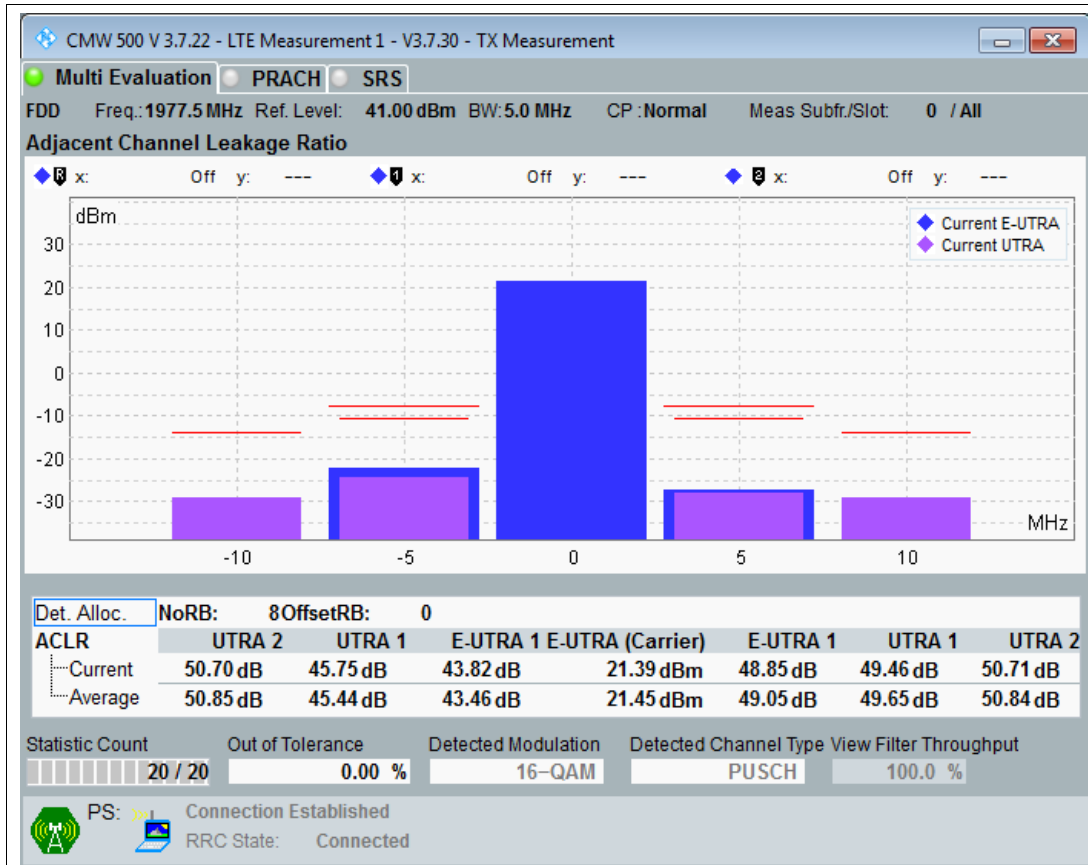 CMW 500 V 3.7.22 - LTE Measurement 1 - V3.7.30 - TX Measurement
Multi Evaluation PRACH SRS
FDD Freq.: 1977.5 MHz Ref. Level: 41.00 dBm BW: 5.0 MHz CP : Normal Meas Subfr./Slot: 0 / All
Adjacent Channel Leakage Ratio
R x: Off y: --- 1 x: Off y: --- 2 x: Off y: ---
dBm
Current E-UTRA
Current UTRA
30
20
10
0
-10
-20
-30
MHz
-10 -5 0 5 10
Det. Alloc. NoRB: 8 OffsetRB: 0
ACLR UTRA 2 UTRA 1 E-UTRA 1 E-UTRA (Carrier) E-UTRA 1 UTRA 1 UTRA 2
Current 50.70 dB 45.75 dB 43.82 dB 21.39 dBm 48.85 dB 49.46 dB 50.71 dB
Average 50.85 dB 45.44 dB 43.46 dB 21.45 dBm 49.05 dB 49.65 dB 50.84 dB
Statistic Count Out of Tolerance Detected Modulation Detected Channel Type View Filter Throughput
20 / 20 0.00 % 16-QAM PUSCH 100.0 %
PS: Connection Established
RRC State: Connected